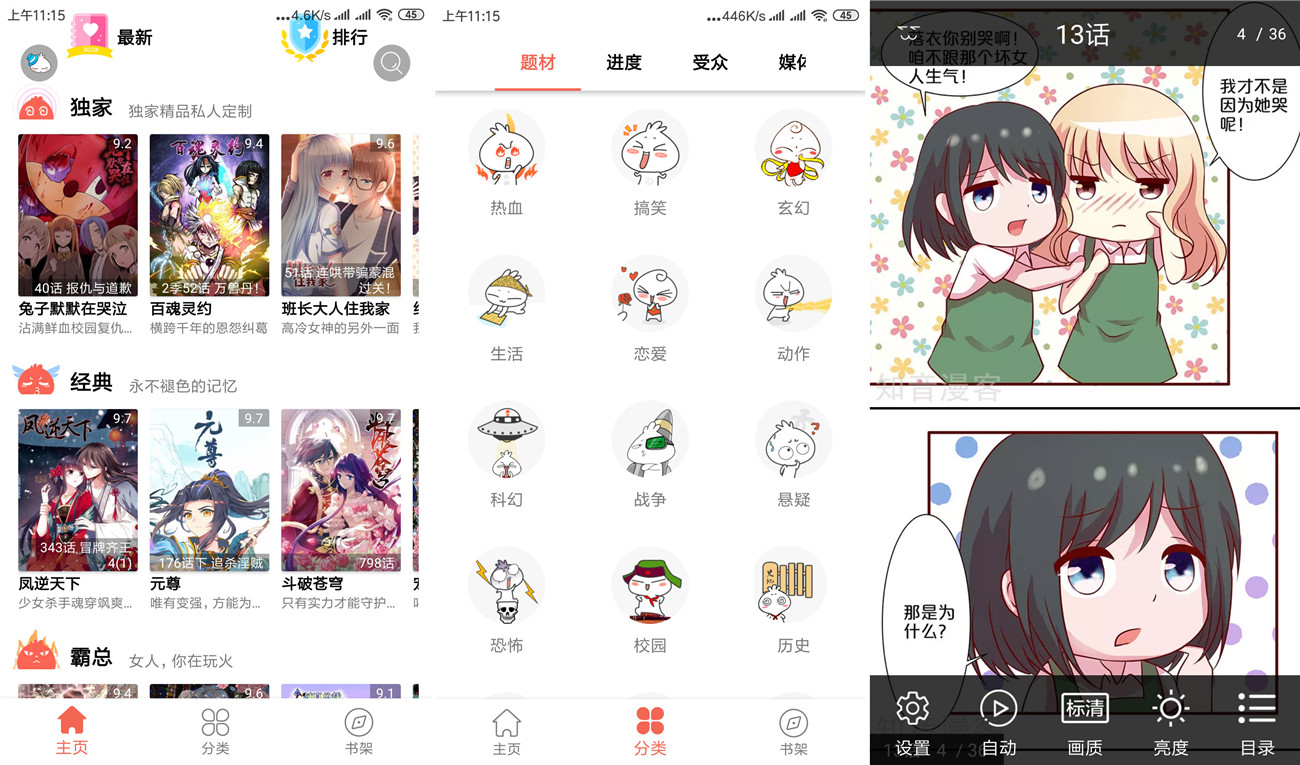 上午11:15
...4.6K/s
45
BOOK
最新
排行
独家
独家精品私人定制
9.2
40话 报仇与道歉
兔子默默在哭泣
沾满鲜血校园复仇...
百魂灵约
9.4
2季52话 万兽丹!
百魂灵约
横跨千年的恩怨纠葛
9.6
51话 连哄带骗蒙混
过关!
班长大人住我家
高冷女神的另外一面
经典
永不褪色的记忆
凤逆天下
9.7
343话 冒牌齐王
4(1)
凤逆天下
少女杀手魂穿飒爽...
元尊
9.7
176话下 追杀淫贼
元尊
唯有变强，方能为...
9.7
798话
斗破苍穹
只有实力才能守护...
霸总
女人，你在玩火
9.4
9.6
9.1
主页
分类
书架
上午11:15
...446K/s
45
题材
进度
受众
媒体
热血
搞笑
玄幻
生活
恋爱
动作
科幻
战争
悬疑
恐怖
校园
历史
主页
分类
书架
13话
4 / 36
落衣你别哭啊!
咱不跟那个坏女
人生气!
我才不是
因为她哭
呢!
知音漫客
那是为
什么?
标清
设置
自动
画质
亮度
目录